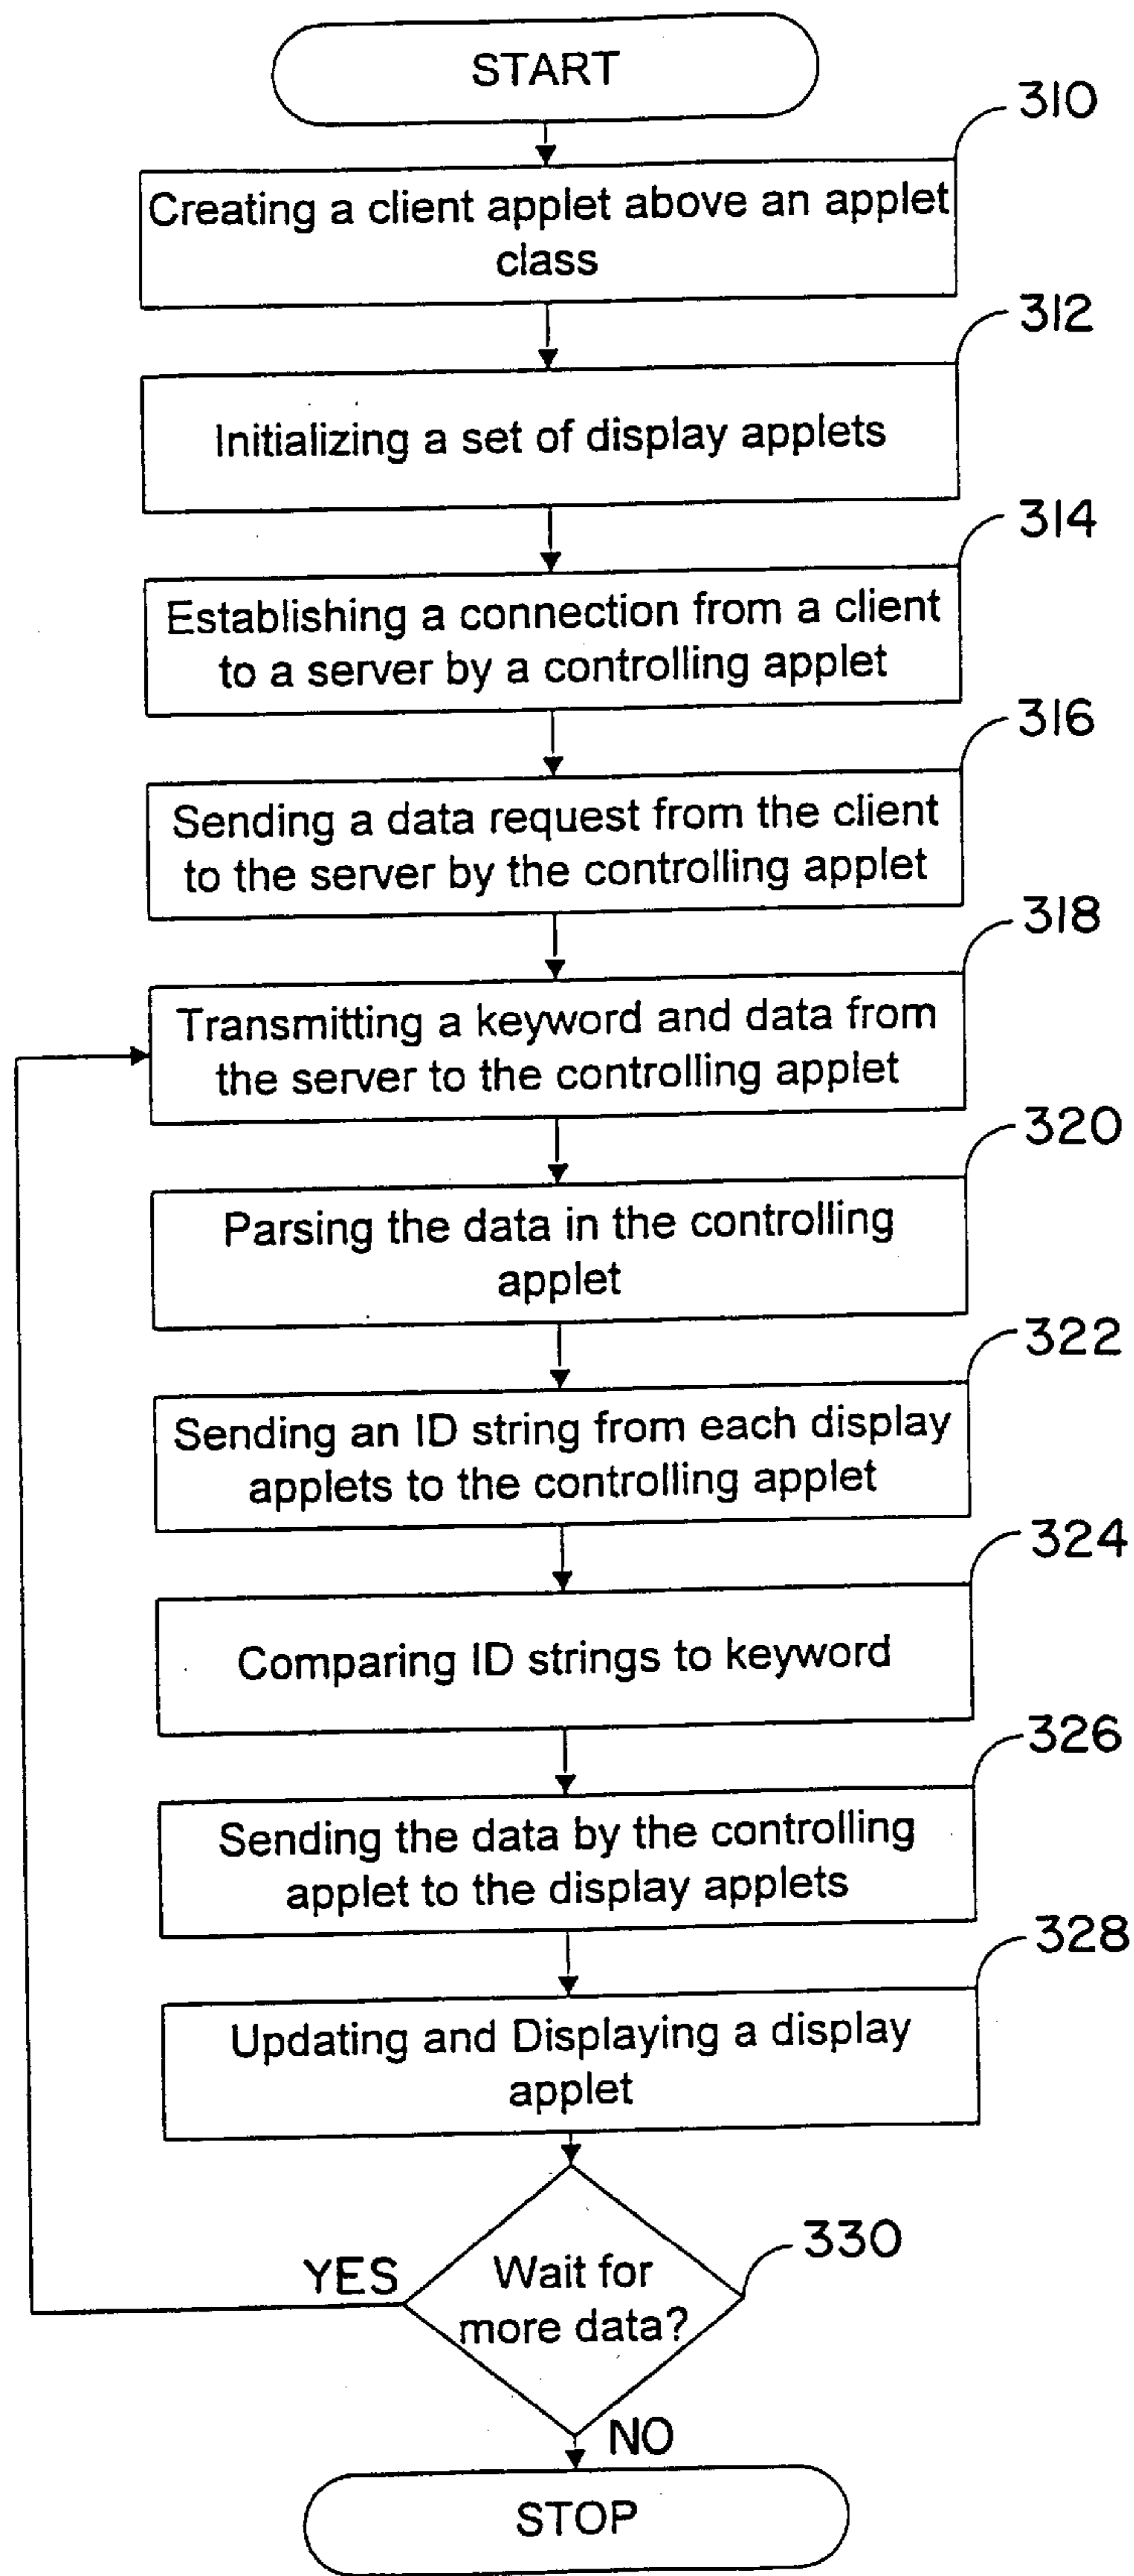 START
310
Creating a client applet above an applet
class
312
Initializing a set of display applets
314
Establishing a connection from a client
to a server by a controlling applet
316
Sending a data request from the client
to the server by the controlling applet
318
Transmitting a keyword and data from
the server to the controlling applet
320
Parsing the data in the controlling
applet
322
Sending an ID string from each display
applets to the controlling applet
324
Comparing ID strings to keyword
326
Sending the data by the controlling
applet to the display applets
328
Updating and Displaying a display
applet
330
YES
Wait for
more data?
NO
STOP